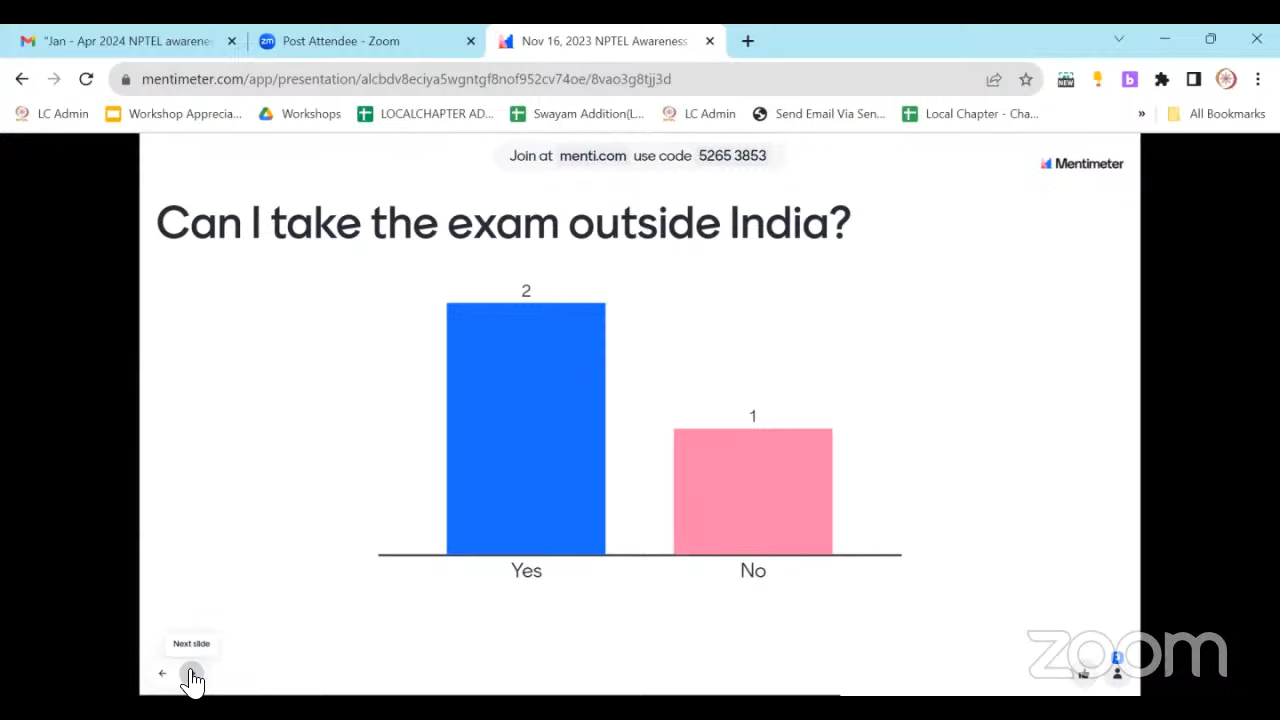 "Jan - Apr 2024 NPTEL awarene
Post Attendee - Zoom
Nov 16, 2023 NPTEL Awareness
mentimeter.com/app/presentation/alcbdv8eciya5wgntgf8nof952cv74oe/8vao3g8tjj3d
NEW
LC Admin
Workshop Apprecia...
Workshops
LOCALCHAPTER AD...
Swayam Addition(L...
LC Admin
Send Email Via Sen...
Local Chapter - Cha...
»
All Bookmarks
Join at menti.com use code 5265 3853
Mentimeter
Can I take the exam outside India?
2
1
Yes
No
Next slide
zoom